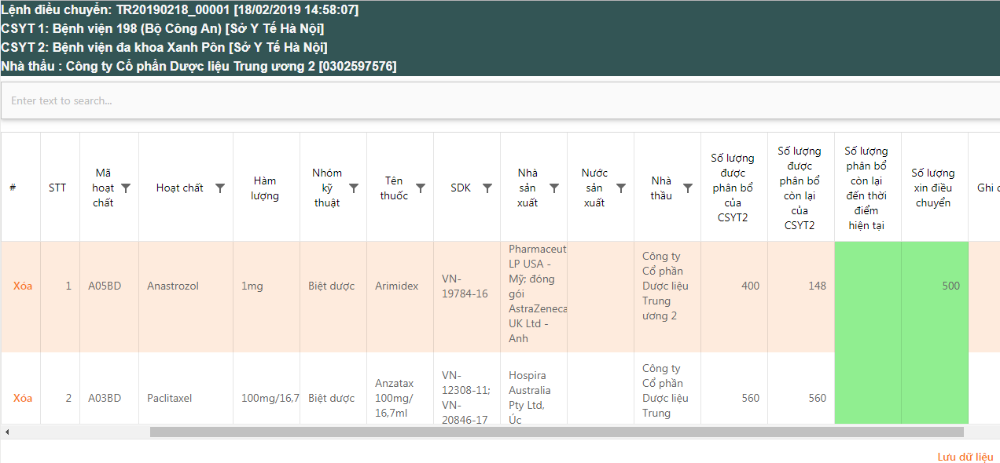 Lệnh điều chuyển: TR20190218_00001 [18/02/2019 14:58:07]
CSYT 1: Bệnh viện 198 (Bộ Công An) [Sở Y Tế Hà Nội]
CSYT 2: Bệnh viện đa khoa Xanh Pôn [Sở Y Tế Hà Nội]
Nhà thầu : Công ty Cổ phần Dược liệu Trung ương 2 [0302597576]
Enter text to search...
#
STT
Mã
hoạt
chất
Hoạt chất
Hàm
lượng
Nhóm
kỹ
thuật
Tên
thuốc
SDK
Nhà
sản
xuất
Nước
sản
xuất
Nhà
thầu
Số lượng
được
phân bổ
của
CSYT2
Số lượng
được
phân bổ
còn lại
của
CSYT2
Số lượng
phân bổ
còn lại
đến thời
điểm
hiện tại
Số lượng
xin điều
chuyển
Ghi
Xóa
1
A05BD
Anastrozol
1mg
Biệt dược
Arimidex
VN-
19784-16
Pharmaceut
LP USA -
Mỹ; đóng
gói
AstraZeneca
UK Ltd -
Anh
Công ty
Cổ phần
Dược liệu
Trung
ương 2
400
148
500
Xóa
2
A03BD
Paclitaxel
100mg/16,7
Biệt dược
Anzatax
100mg/
16,7ml
VN-
12308-11;
VN-
20846-17
Hospira
Australia
Pty Ltd,
Úc
Công ty
Cổ phần
Dược liệu
Trung
560
560
Lưu dữ liệu